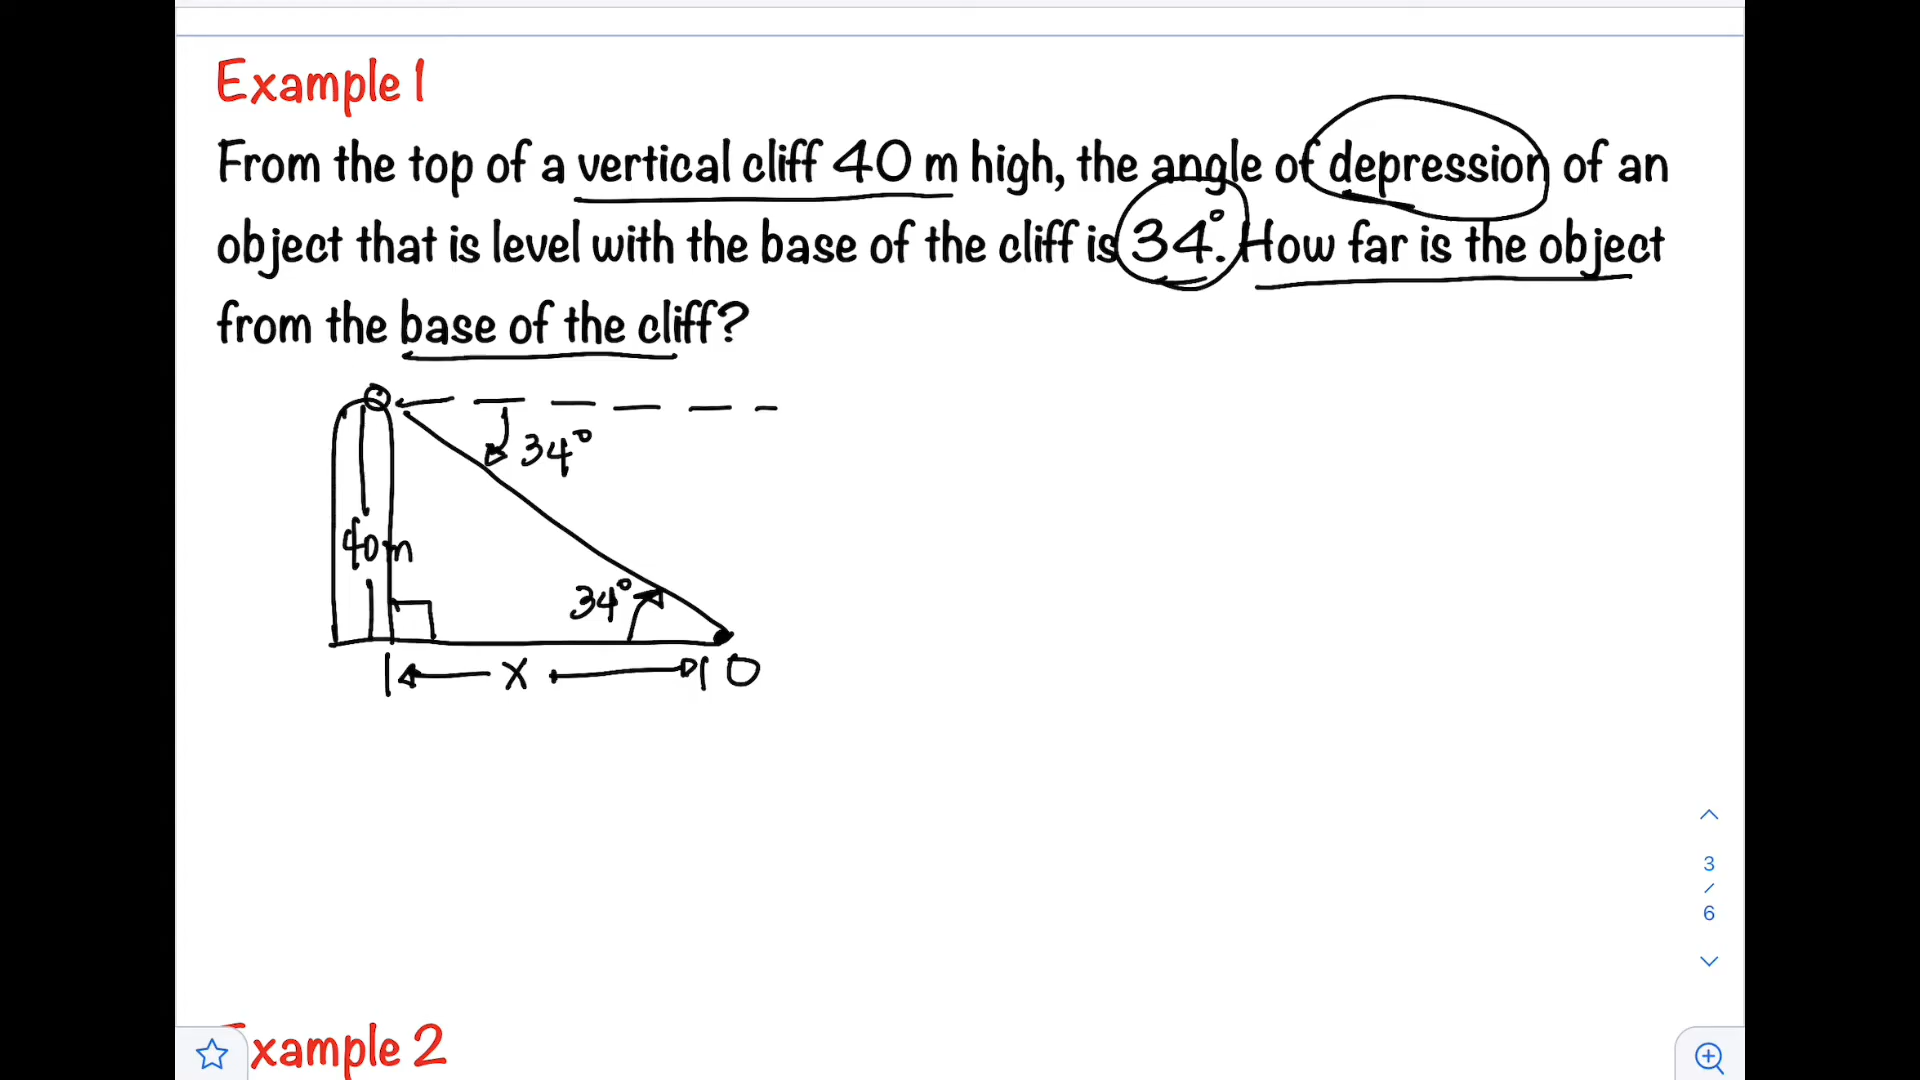 Example 1
From the top of a vertical cliff 40 m high, the angle of depression of an
object that is level with the base of the cliff is 34°. How far is the object
from the base of the cliff?
34°
40m
34°
x
O
3
/
6
Example 2